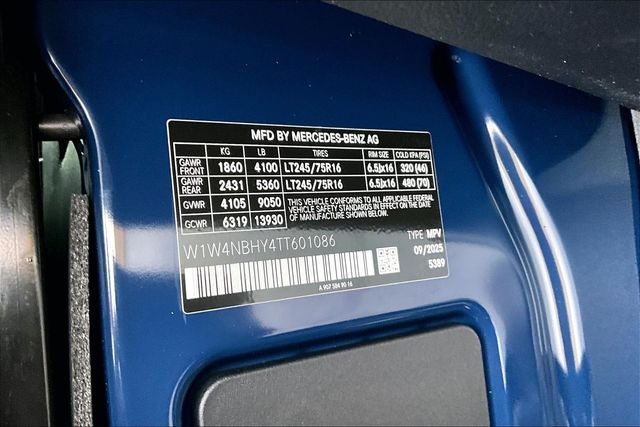 MFD BY MERCEDES-BENZ AG
KG LB TIRES RIM SIZE COLD KPA (PSI)
GAWR FRONT 1860 4100 LT245/75R16 6.5Jx16 320 (46)
GAWR REAR 2431 5360 LT245/75R16 6.5Jx16 480 (70)
GVWR 4105 9050 THIS VEHICLE CONFORMS TO ALL APPLICABLE FEDERAL
VEHICLE SAFETY STANDARDS IN EFFECT ON THE DATE
GCWR 6319 13930 OF MANUFACTURE SHOWN ABOVE.
W1W4NBHY4TT601086 TYPE MPV
09/2025
5389
A 907 584 90 16